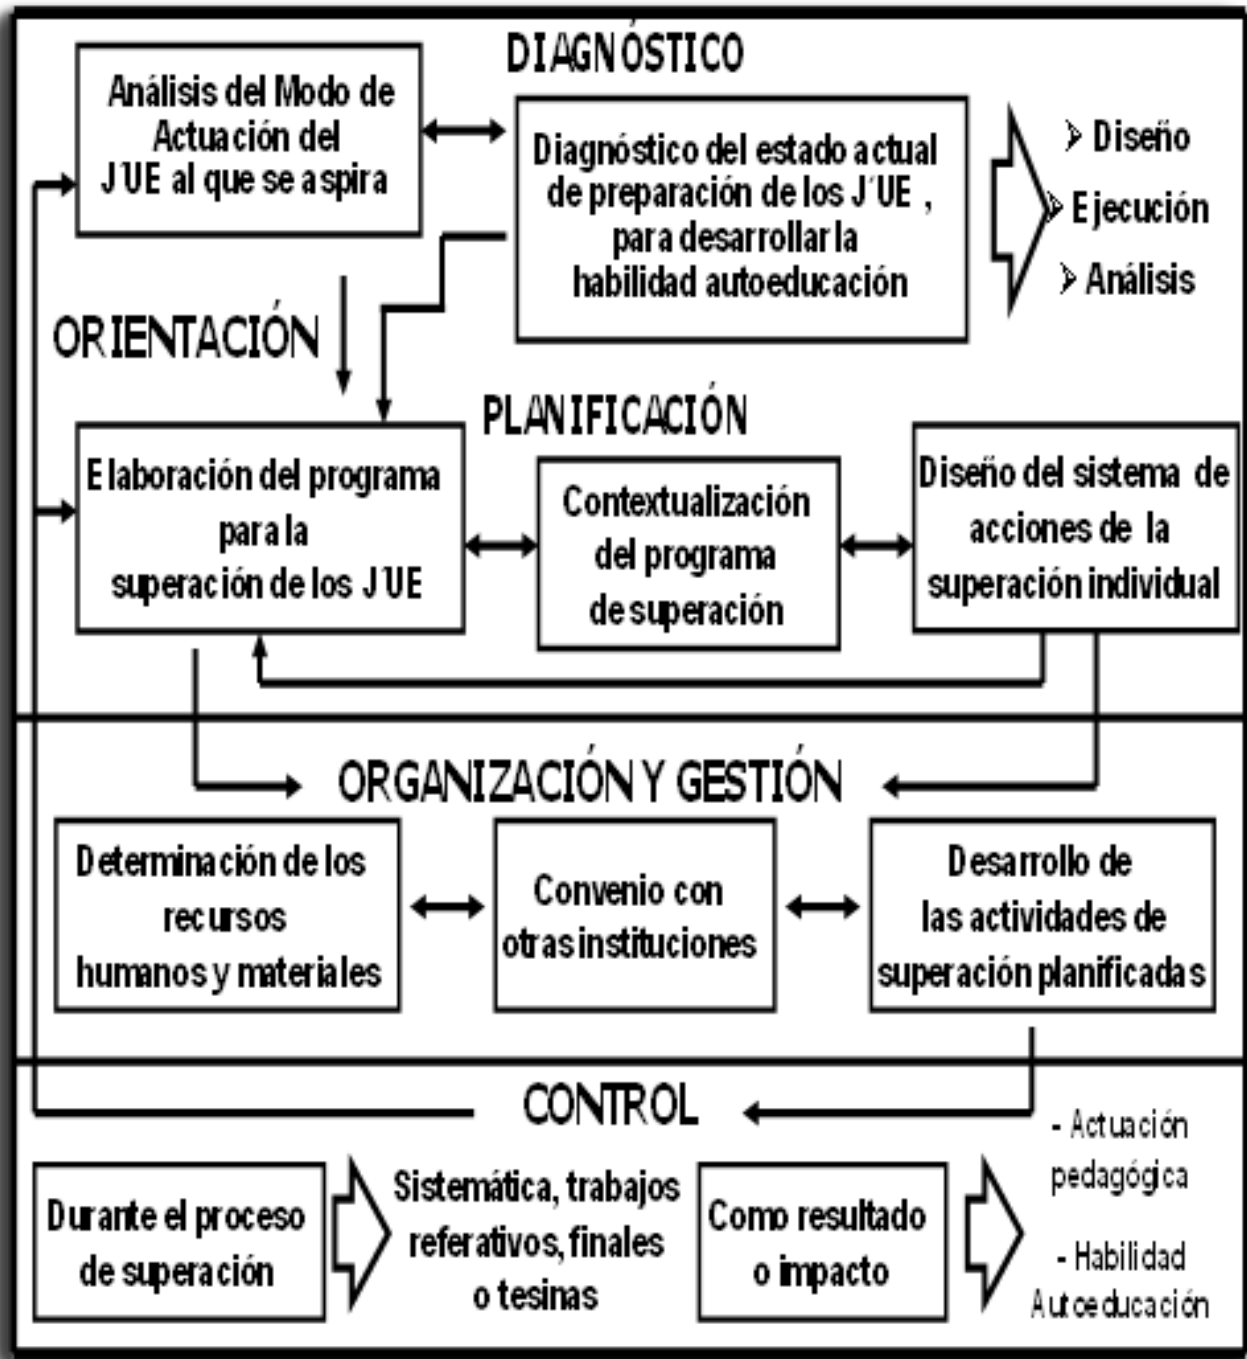 DIAGNÓSTICO
Análisis del Modo de
Actuación del
J'UE al que se aspira
Diagnóstico del estado actual
de preparación de los J´UE ,
para desarrollar la
habilidad autoeducación
Diseño
Ejecución
Análisis
ORIENTACIÓN
PLANIFICACIÓN
Elaboración del programa
para la
superación de los J'UE
Contextualización
del programa
de superación
Diseño del sistema de
acciones de la
superación individual
ORGANIZACIÓN Y GESTIÓN
Determinación de los
recursos
humanos y materiales
Convenio con
otras instituciones
Desarrollo de
las actividades de
superación planificadas
CONTROL
Durante el proceso
de superación
Sistemática, trabajos
referativos, finales
o tesinas
Como resultado
o impacto
- Actuación
pedagógica
- Habilidad
Autoeducación